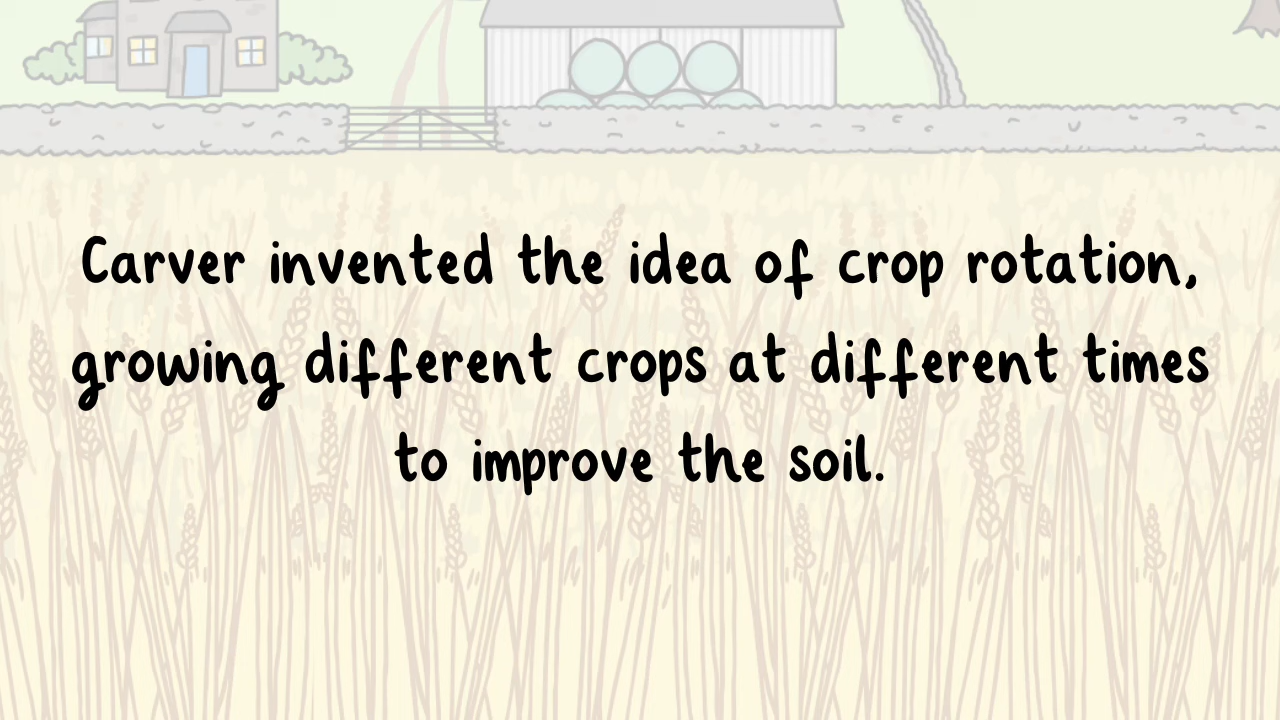 Carver invented the idea of crop rotation,
growing different crops at different times
to improve the soil.